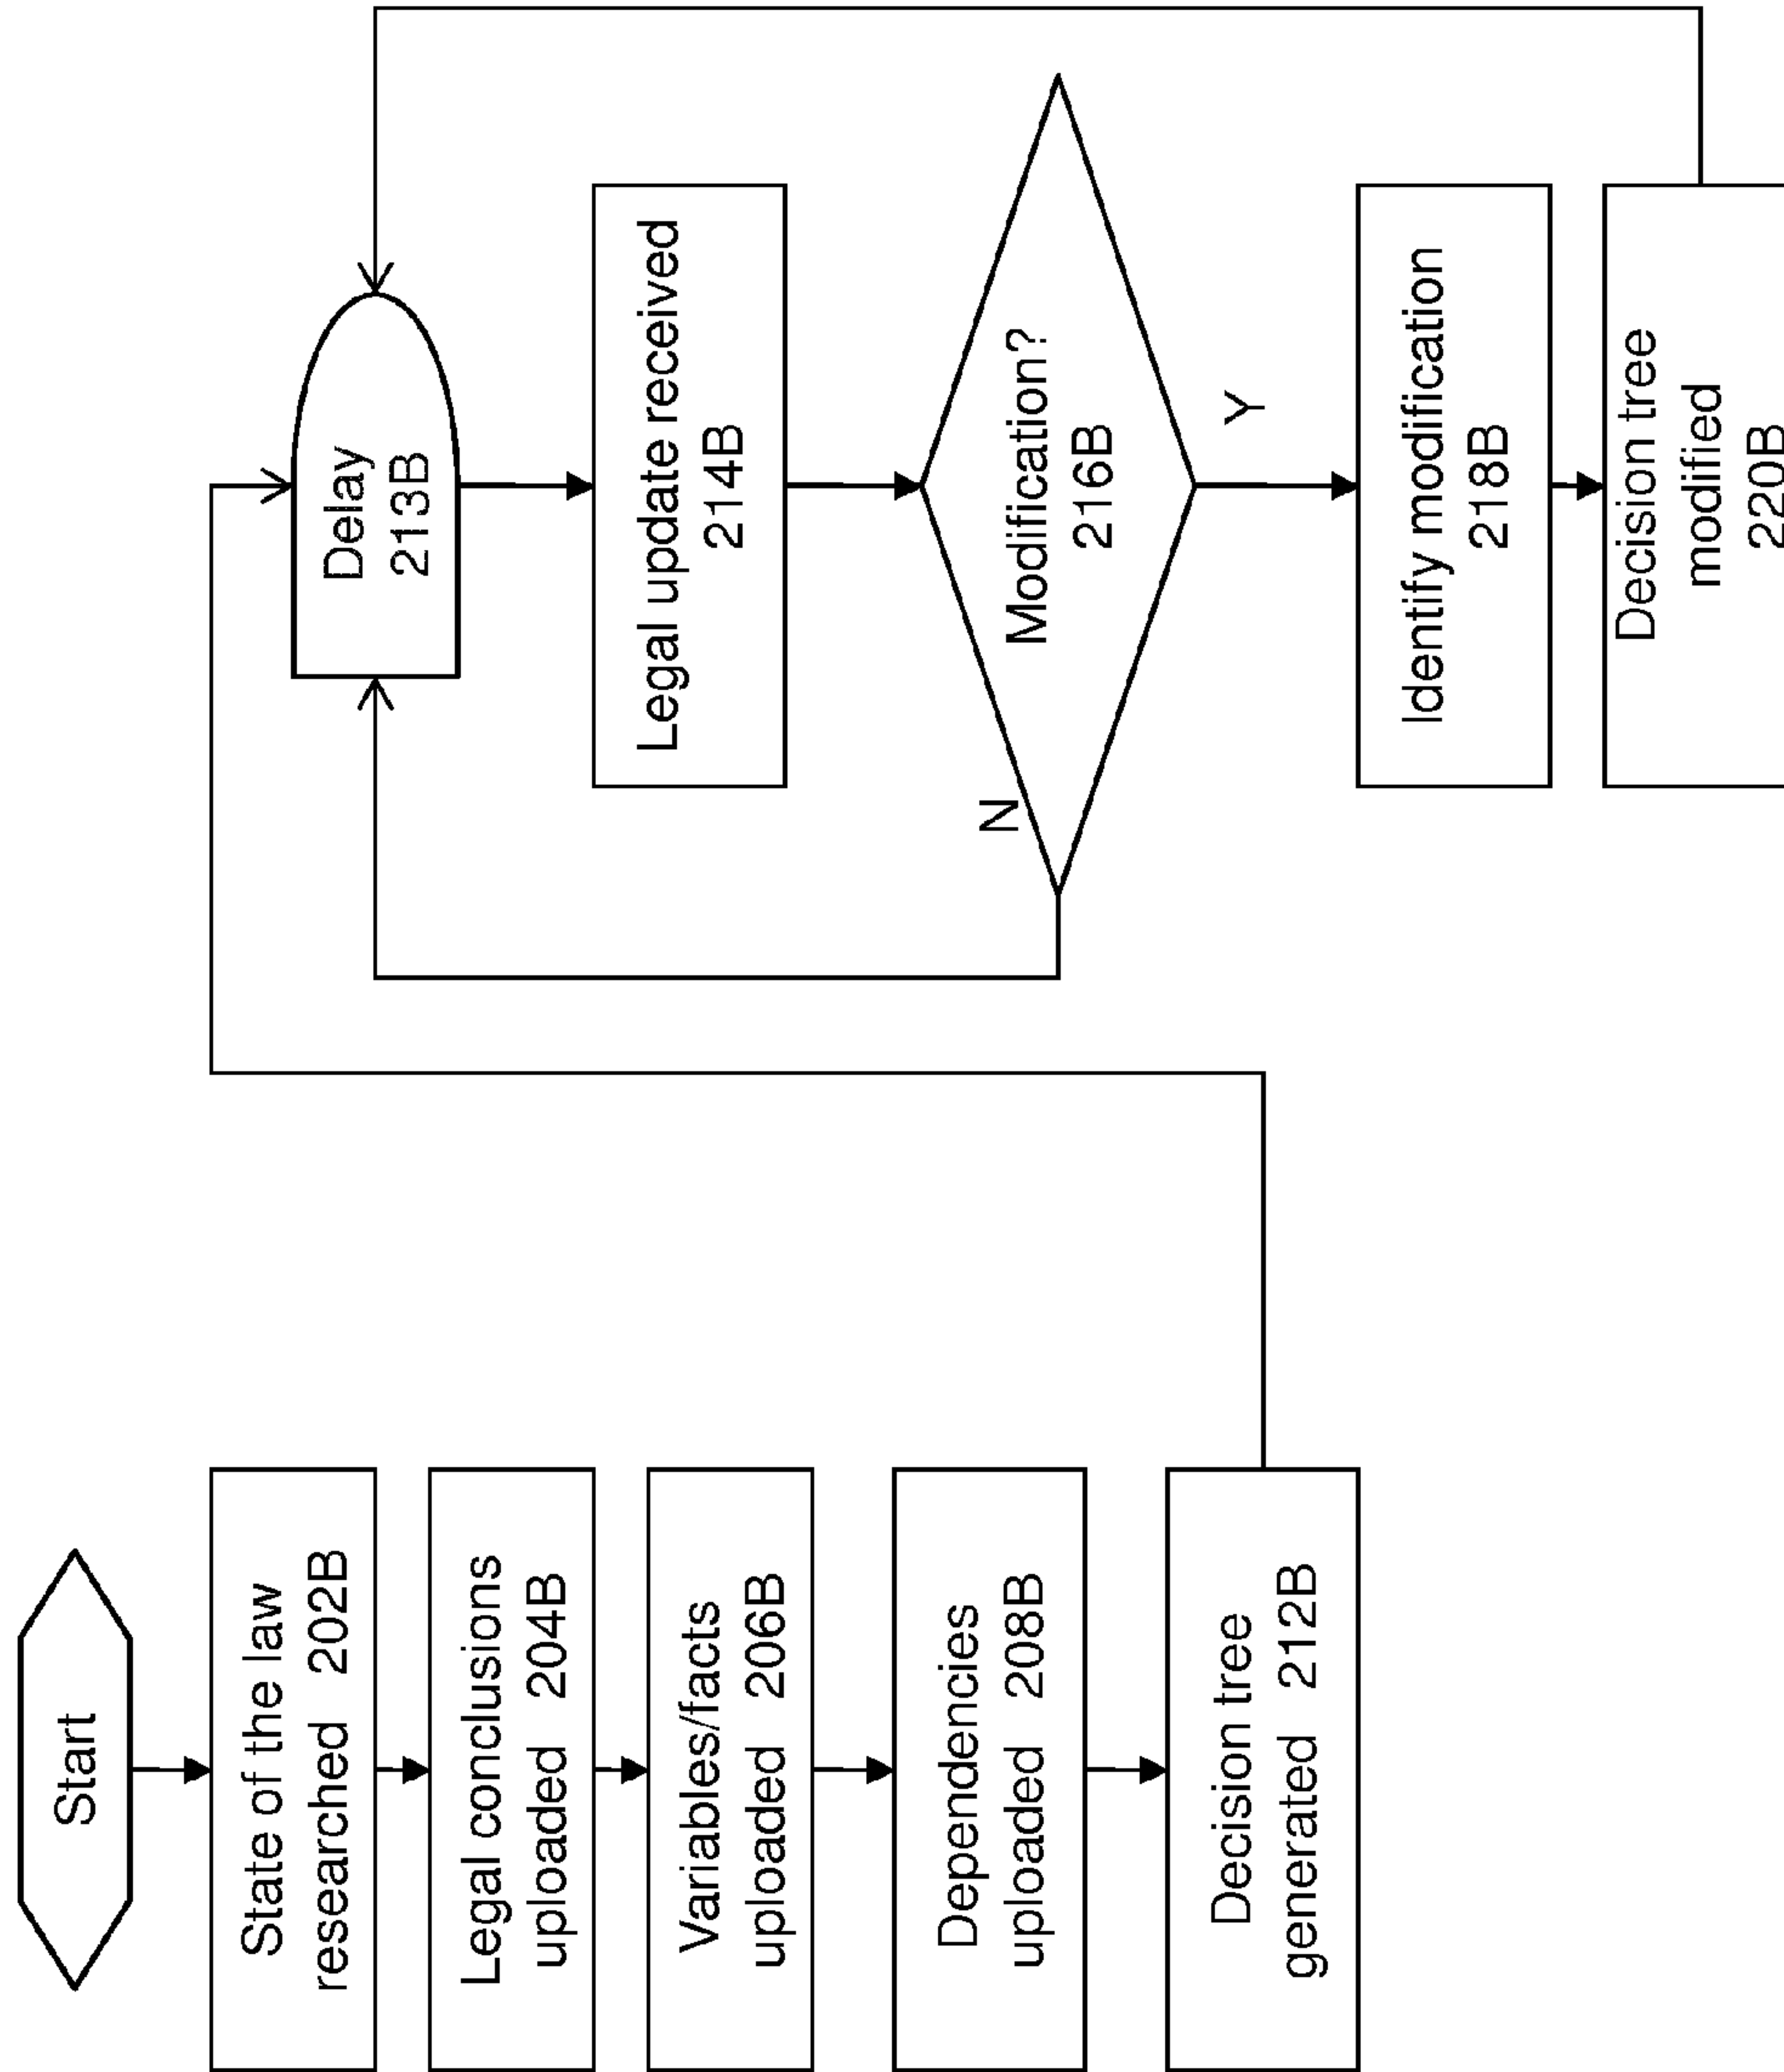 Start
State of the law
researched 202B
Legal conclusions
uploaded 204B
Variables/facts
uploaded 206B
Dependencies
uploaded 208B
Decision tree
generated 212B
Delay
213B
Legal update received
214B
Modification?
216B
N
Y
Identify modification
218B
Decision tree
modified
220B